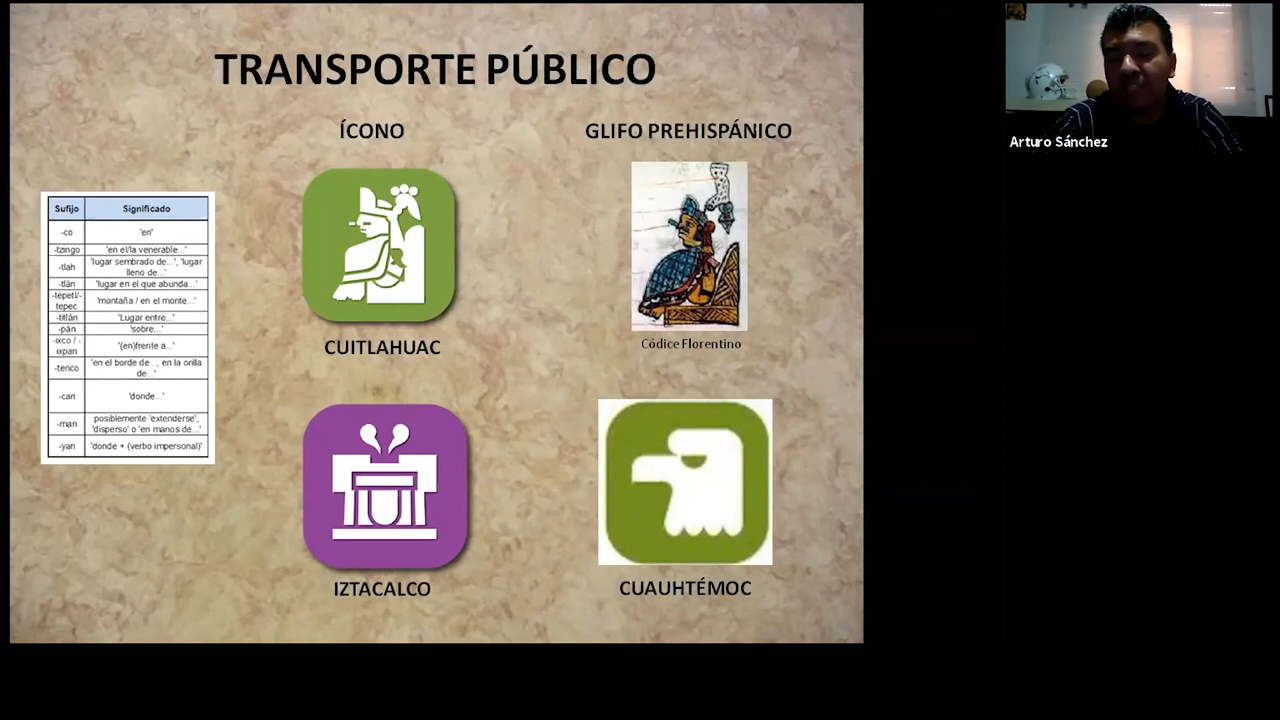 TRANSPORTE PÚBLICO
ÍCONO
GLIFO PREHISPÁNICO
Arturo Sánchez
Sufijo Significado
-co 'en'
-tzingo 'en el/la venerable...'
-tlah 'lugar sembrado de...', 'lugar
lleno de...'
-tlán 'lugar en el que abunda...'
-tépetl/-
tepec 'montaña / en el monte...'
-titlán 'Lugar entre...'
-pán 'sobre...'
-ixco / -
ixpan '(en)frente a...'
-tenco 'en el borde de..., en la orilla
de...'
-can 'donde...'
-man posiblemente 'extenderse',
'disperso' o 'en manos de...'
-yan 'donde + (verbo impersonal)'
CUITLAHUAC
Códice Florentino
IZTACALCO
CUAUHTÉMOC